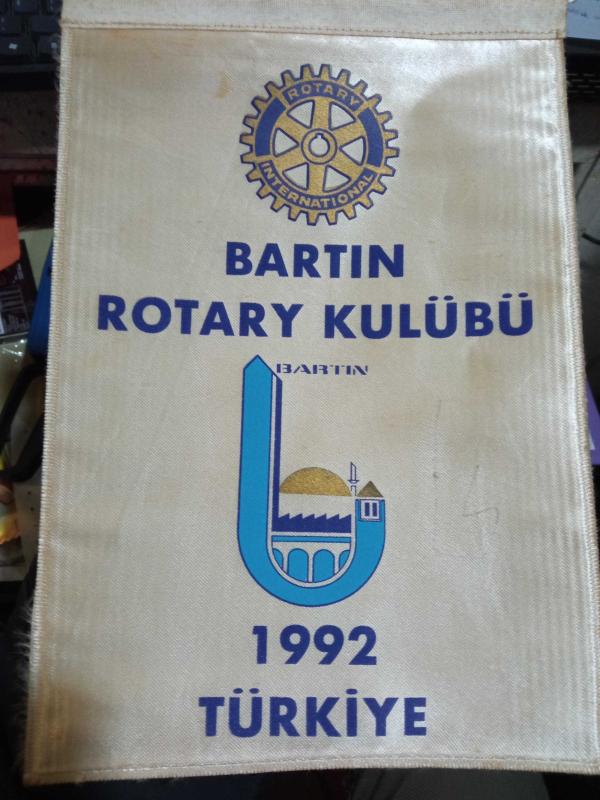 ROTARY
INTERNATIONAL
BARTIN
ROTARY KULÜBÜ
BARTIN
1992
TÜRKİYE